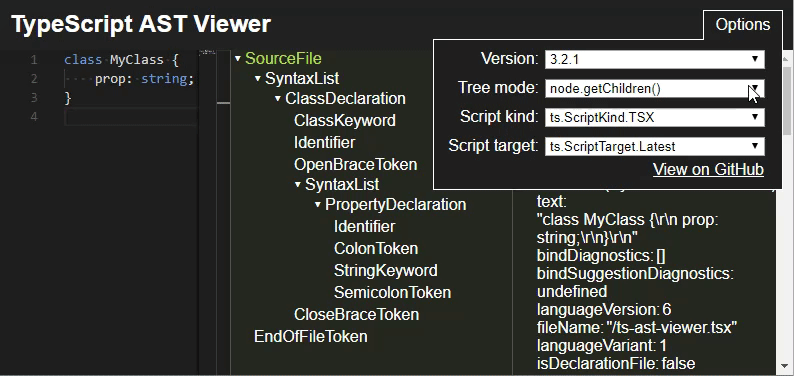 TypeScript AST Viewer
Options
Version: 3.2.1
Tree mode: node.getChildren()
Script kind: ts.ScriptKind.TSX
Script target: ts.ScriptTarget.Latest
View on GitHub
1 class MyClass {
2 prop: string;
3 }
4
SourceFile
SyntaxList
ClassDeclaration
ClassKeyword
Identifier
OpenBraceToken
SyntaxList
PropertyDeclaration
Identifier
ColonToken
StringKeyword
SemicolonToken
CloseBraceToken
EndOfFileToken
text:
"class MyClass {\r\n prop:
string;\r\n}\r\n"
bindDiagnostics: []
bindSuggestionDiagnostics:
undefined
languageVersion: 6
fileName: "/ts-ast-viewer.tsx"
languageVariant: 1
isDeclarationFile: false